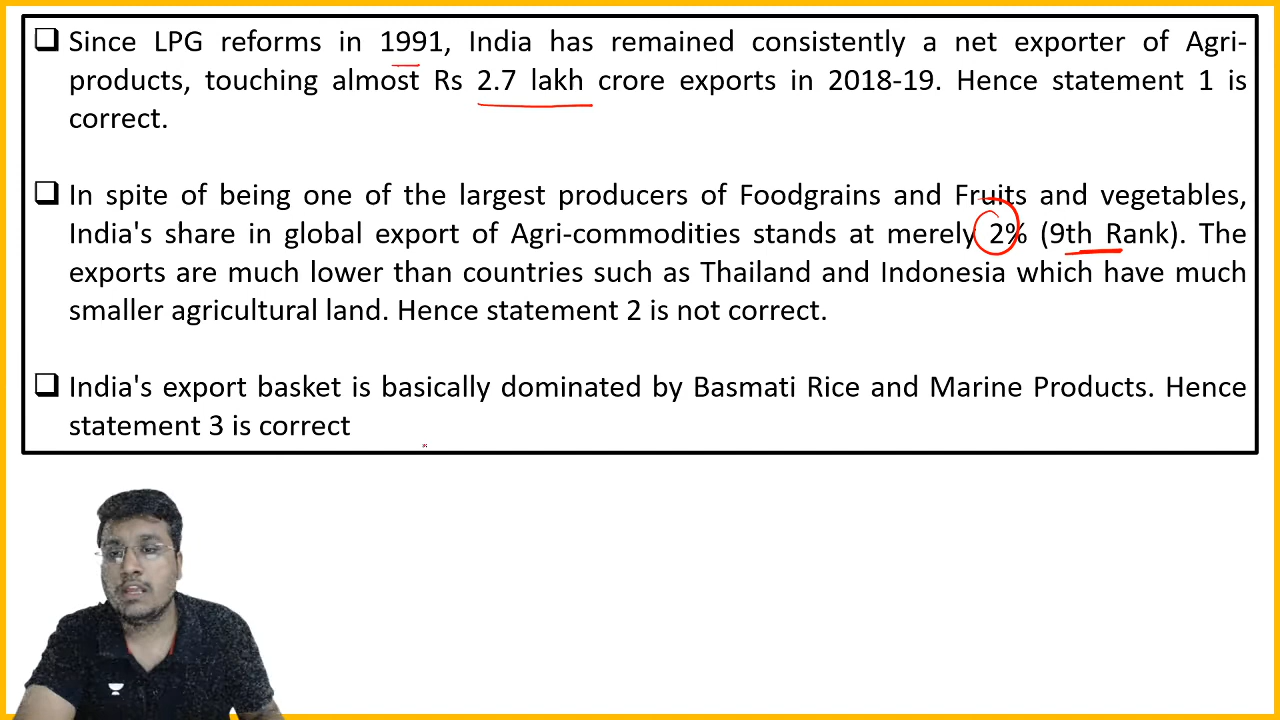 ❑ Since LPG reforms in 1991, India has remained consistently a net exporter of Agri-
products, touching almost Rs 2.7 lakh crore exports in 2018-19. Hence statement 1 is
correct.
❑ In spite of being one of the largest producers of Foodgrains and Fruits and vegetables,
India's share in global export of Agri-commodities stands at merely 2% (9th Rank). The
exports are much lower than countries such as Thailand and Indonesia which have much
smaller agricultural land. Hence statement 2 is not correct.
❑ India's export basket is basically dominated by Basmati Rice and Marine Products. Hence
statement 3 is correct